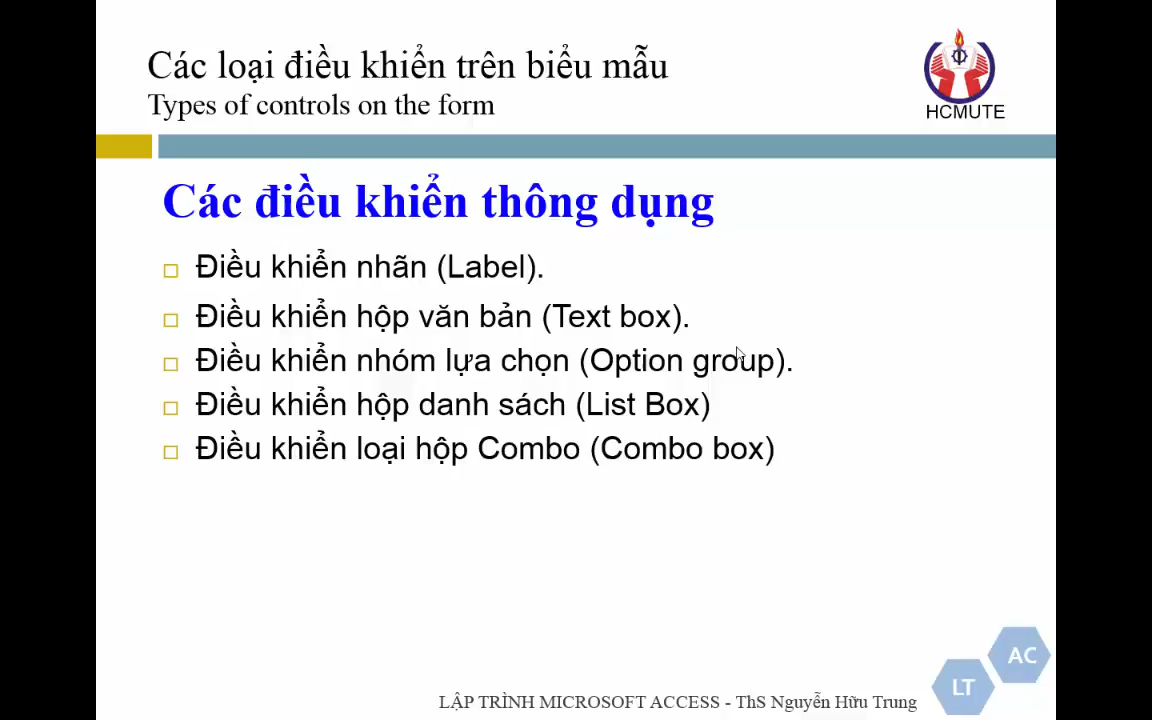 Các loại điều khiển trên biểu mẫu
Types of controls on the form
HCMUTE
Các điều khiển thông dụng
Điều khiển nhãn (Label).
Điều khiển hộp văn bản (Text box).
Điều khiển nhóm lựa chọn (Option group).
Điều khiển hộp danh sách (List Box)
Điều khiển loại hộp Combo (Combo box)
AC
LT
LẬP TRÌNH MICROSOFT ACCESS - ThS Nguyễn Hữu Trung